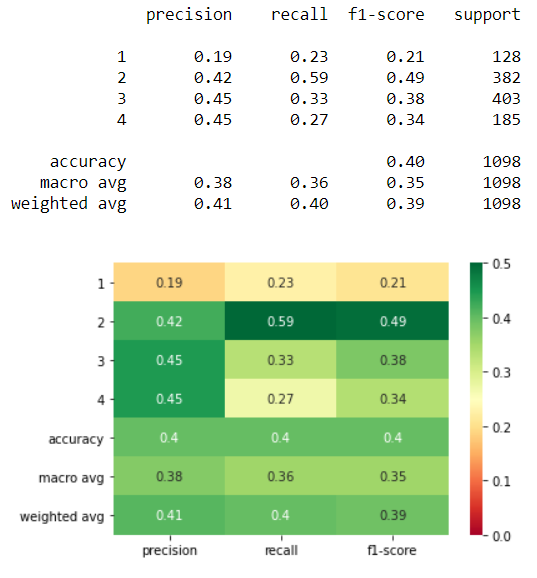 precision recall f1-score support
1 0.19 0.23 0.21 128
2 0.42 0.59 0.49 382
3 0.45 0.33 0.38 403
4 0.45 0.27 0.34 185
accuracy 0.40 1098
macro avg 0.38 0.36 0.35 1098
weighted avg 0.41 0.40 0.39 1098
0.5
1 0.19 0.23 0.21
2 0.42 0.59 0.49
0.4
3 0.45 0.33 0.38
0.3
4 0.45 0.27 0.34
accuracy 0.4 0.4 0.4
0.2
macro avg 0.38 0.36 0.35
0.1
weighted avg 0.41 0.4 0.39
0.0
precision recall f1-score